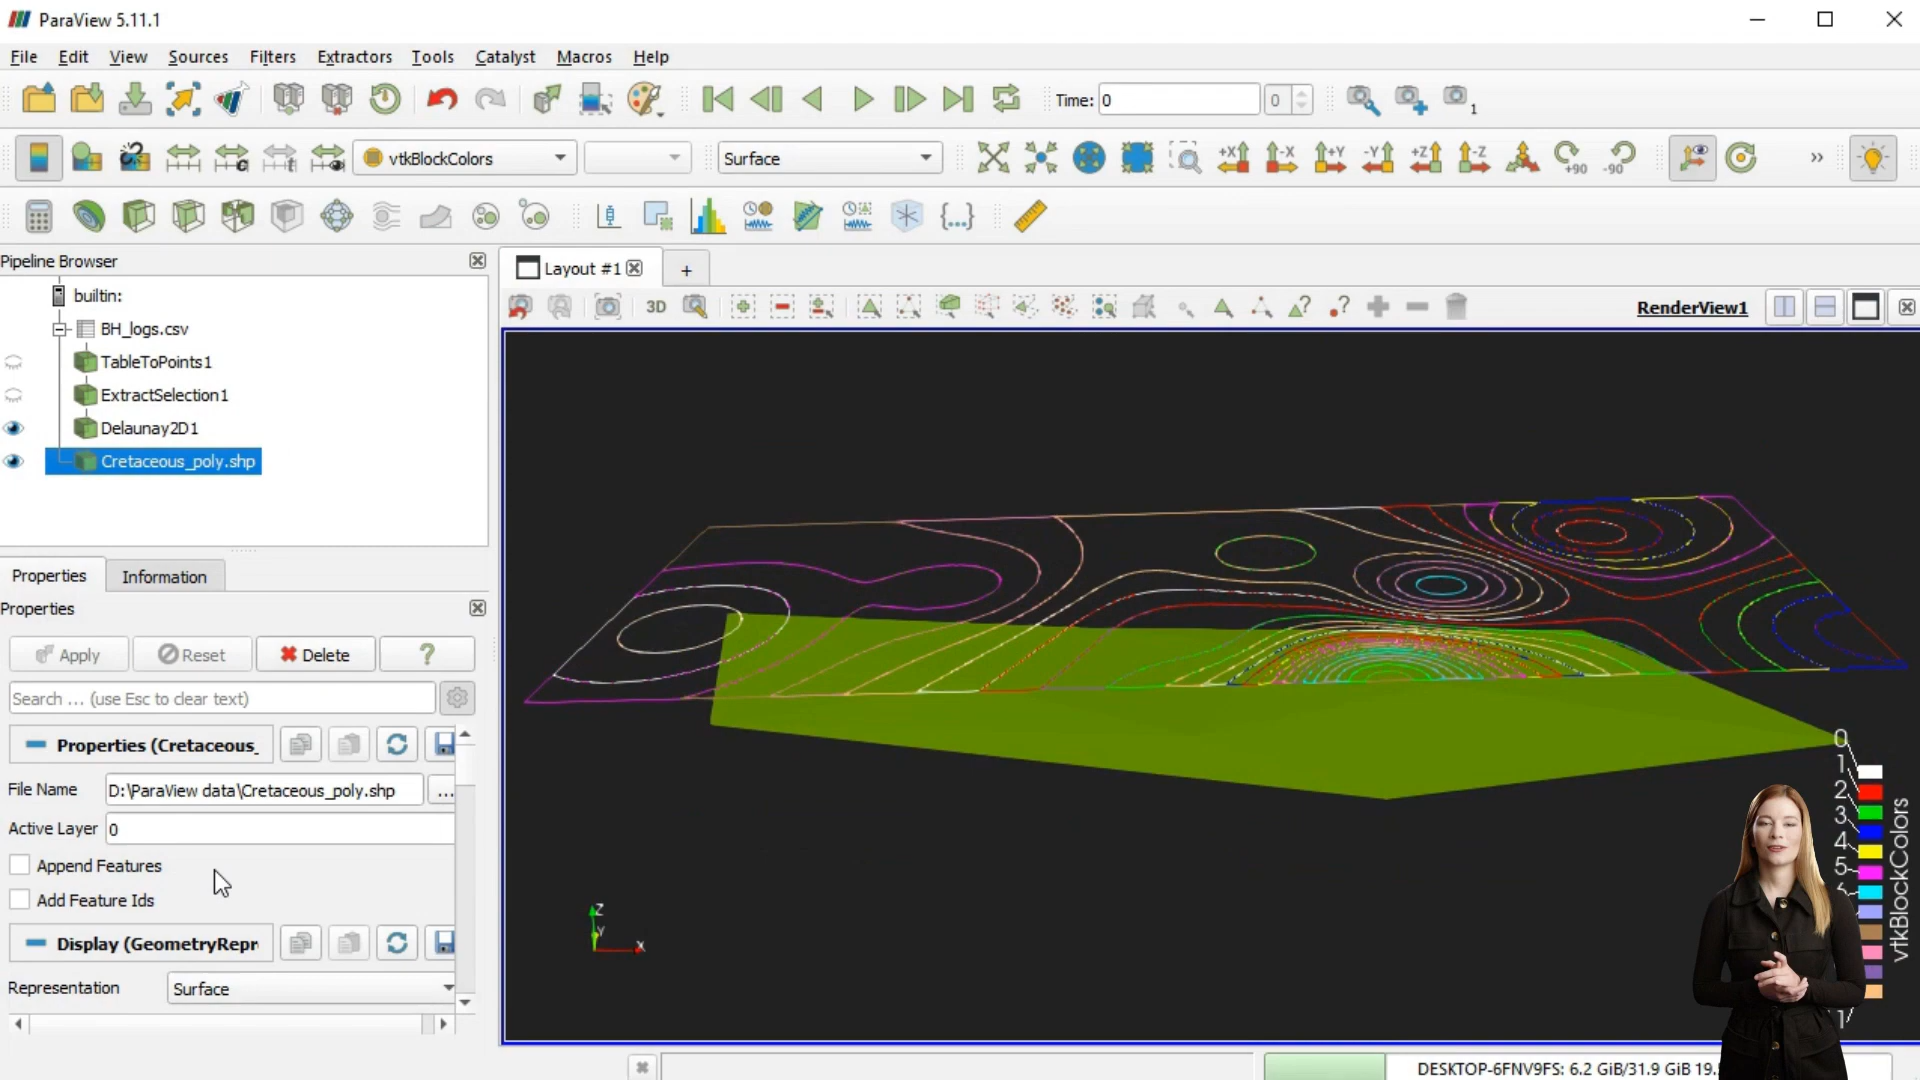 ParaView 5.11.1
File Edit View Sources Filters Extractors Tools Catalyst Macros Help
Time: 0 0 1
vtkBlockColors Surface +X -X +Y -Y +Z -Z +90 -90 »
Pipeline Browser
Layout #1 +
builtin:
3D
RenderView1
BH_logs.csv
TableToPoints1
ExtractSelection1
Delaunay2D1
Cretaceous_poly.shp
Properties Information
Properties
Apply Reset Delete ?
Search ... (use Esc to clear text)
Properties (Cretaceous_
File Name D:\ParaView data\Cretaceous_poly.shp ...
Active Layer 0
Append Features
Add Feature Ids
Display (GeometryRepr
Representation Surface
Z
Y
X
0
1
2
3
4
5
vtkBlockColors
DESKTOP-6FNV9FS: 6.2 GiB/31.9 GiB 19.